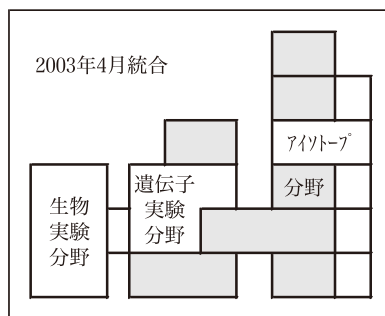 2003年4月統合
アイソトープ
分野
遺伝子
実験
分野
生物
実験
分野